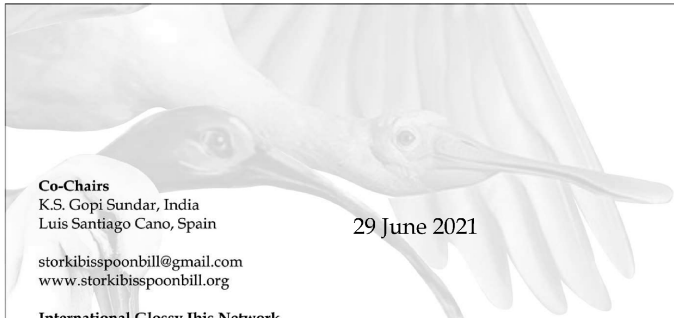 Co-Chairs
K.S. Gopi Sundar, India
Luis Santiago Cano, Spain
29 June 2021
storkibisspoonbill@gmail.com
www.storkibisspoonbill.org
International Glossy Ibis Network